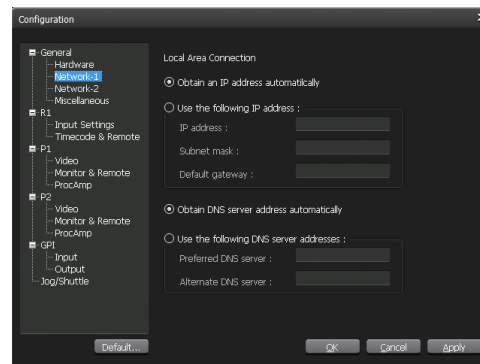 Configuration
General
Hardware
Network-1
Network-2
Miscellaneous
R1
Input Settings
Timecode & Remote
P1
Video
Monitor & Remote
ProcAmp
P2
Video
Monitor & Remote
ProcAmp
GPI
Input
Output
Jog/Shuttle
Default...
Local Area Connection
Obtain an IP address automatilcally
Use the following IP address :
IP address :
Subnet mask :
Default gateway :
Obtain DNS server address automatically
Use the following DNS server addresses :
Preferred DNS server :
Alternate DNS server :
OK
Cancel
Apply